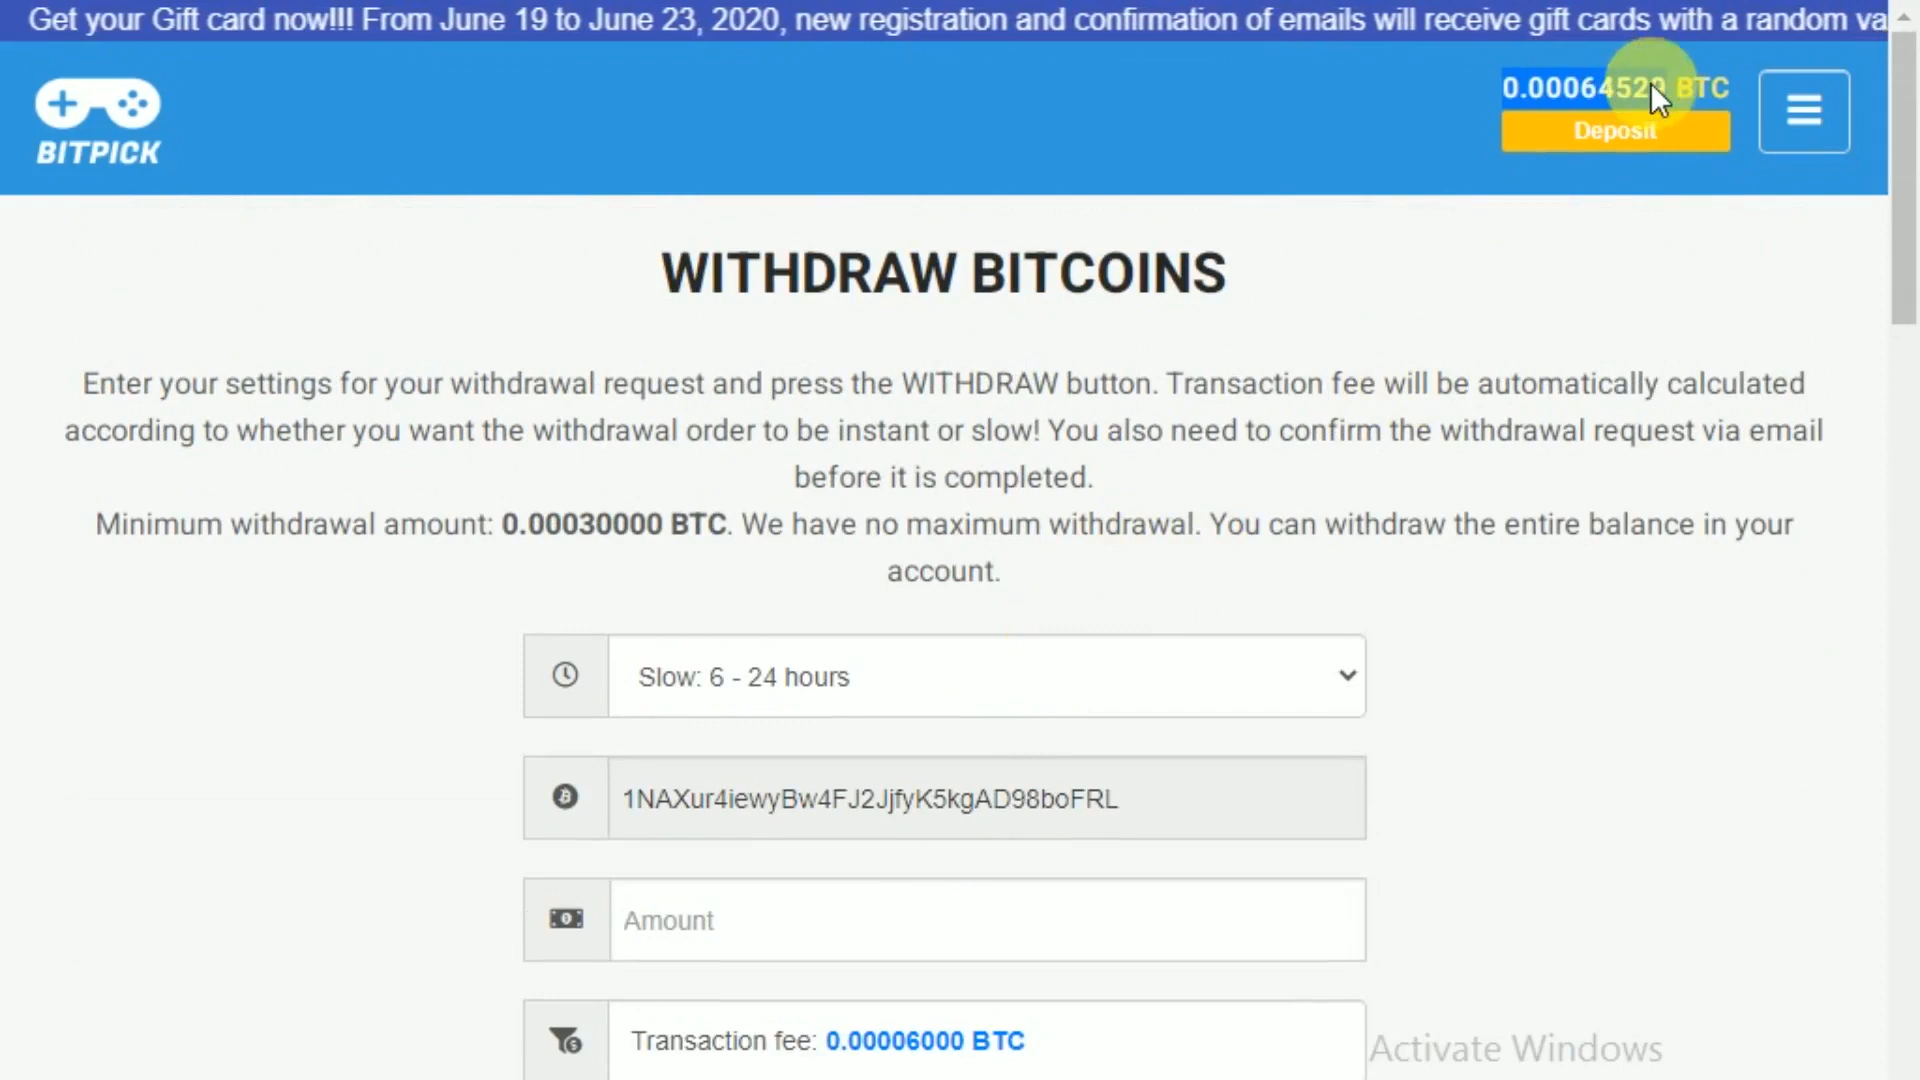 Get your Gift card now!!! From June 19 to June 23, 2020, new registration and confirmation of emails will receive gift cards with a random va
0.00064529 BTC
Deposit
BITPICK
WITHDRAW BITCOINS
Enter your settings for your withdrawal request and press the WITHDRAW button. Transaction fee will be automatically calculated
according to whether you want the withdrawal order to be instant or slow! You also need to confirm the withdrawal request via email
before it is completed.
Minimum withdrawal amount: 0.00030000 BTC. We have no maximum withdrawal. You can withdraw the entire balance in your
account.
Slow: 6 - 24 hours
1NAXur4iewyBw4FJ2JjfyK5kgAD98boFRL
Amount
Transaction fee: 0.00006000 BTC
Activate Windows